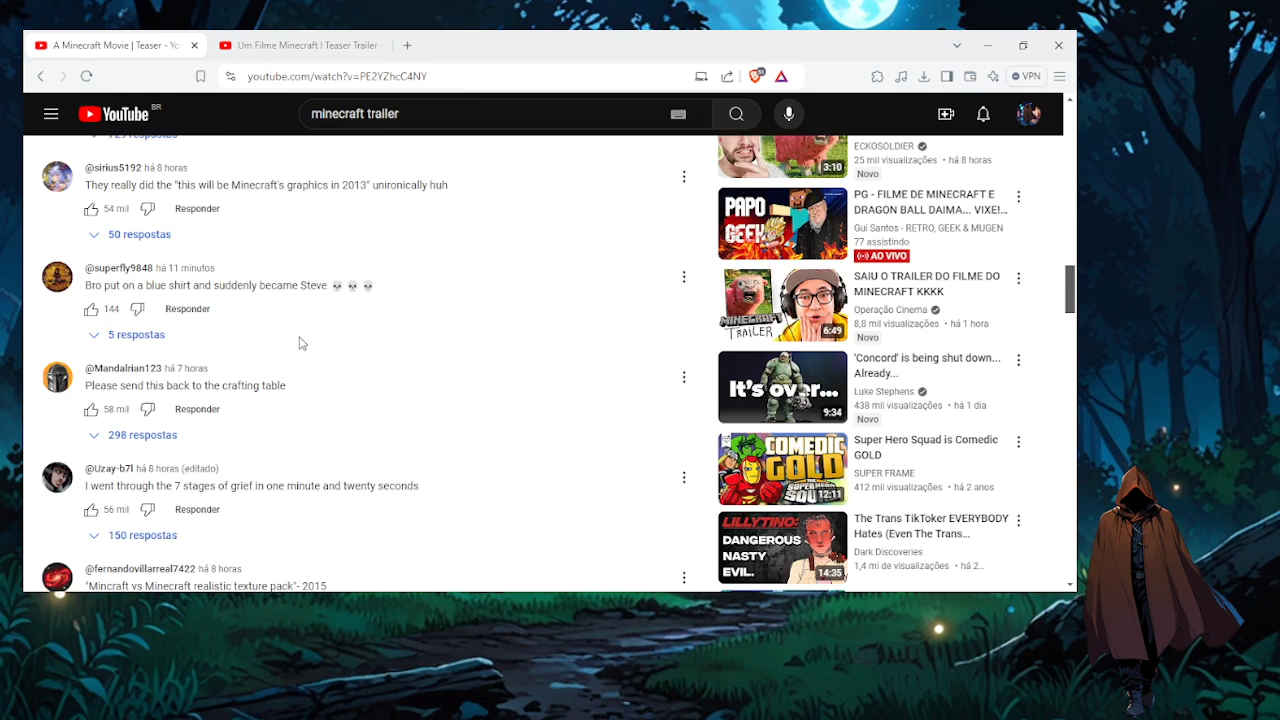 A Minecraft Movie | Teaser - Yo
Um Filme Minecraft | Teaser Trailer
youtube.com/watch?v=PE2YZhcC4NY
VPN
YouTube BR
minecraft trailer
729 respostas
@sirius5192 há 8 horas
They really did the "this will be Minecraft's graphics in 2013" unironically huh
54 mil Responder
50 respostas
@superfly9848 há 11 minutos
Bro put on a blue shirt and suddenly became Steve 💀 💀 💀
144 Responder
5 respostas
@Mandalrian123 há 7 horas
Please send this back to the crafting table
58 mil Responder
298 respostas
@Uzay-b7l há 8 horas (editado)
I went through the 7 stages of grief in one minute and twenty seconds
56 mil Responder
150 respostas
@fernandovillarreal7422 há 8 horas
"Mincraft vs Minecraft realistic texture pack"- 2015
3:10
ECKOSOLDIER
25 mil visualizações • há 8 horas
Novo
PAPO
GEEK
PG - FILME DE MINECRAFT E
DRAGON BALL DAIMA... VIXE!...
Gui Santos - RETRO, GEEK & MUGEN
77 assistindo
AO VIVO
MINECRAFT
TRAILER
6:49
SAIU O TRAILER DO FILME DO
MINECRAFT KKKK
Operação Cinema
8,8 mil visualizações • há 1 hora
Novo
It's over...
9:34
'Concord' is being shut down...
Already...
Luke Stephens
438 mil visualizações • há 1 dia
Novo
COMEDIC
GOLD
THE
SUPER HERO
SQUAD
12:11
Super Hero Squad is Comedic
GOLD
SUPER FRAME
412 mil visualizações • há 2 anos
LILLYTINO:
DANGEROUS
NASTY
EVIL.
14:35
The Trans TikToker EVERYBODY
Hates (Even The Trans...
Dark Discoveries
1,4 mi de visualizações • há 2...